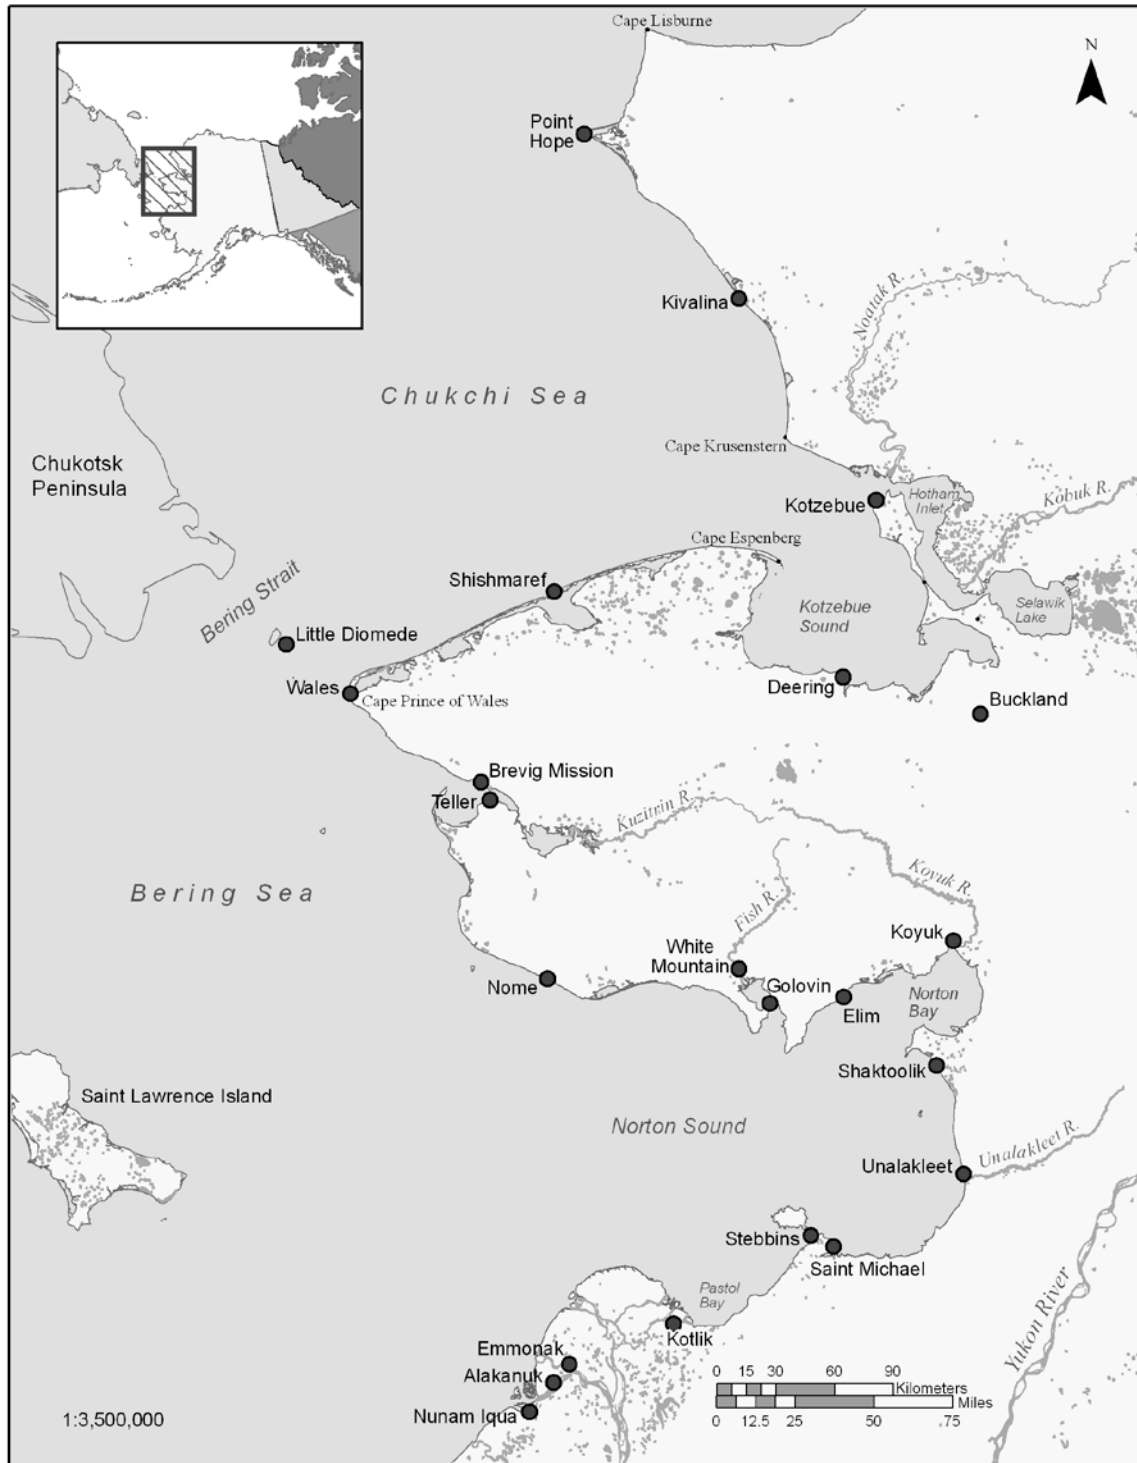 Cape Lisburne
N
Point
Hope
Noatak R.
Kivalina
Chukchi Sea
Cape Krusenstern
Chukotsk
Peninsula
Kotzebue
Hotham
Inlet
Kobuk R.
Cape Espenberg
Shishmaref
Bering Strait
Kotzebue
Sound
Selawik
Lake
Little Diomede
Wales
Cape Prince of Wales
Deering
Buckland
Brevig Mission
Teller
Kuzitrin R.
Koyuk R.
Bering Sea
Fish R.
Koyuk
White
Mountain
Nome
Golovin
Elim
Norton
Bay
Shaktoolik
Saint Lawrence Island
Norton Sound
Unalakleet R.
Unalakleet
Stebbins
Saint Michael
Pastol
Bay
Yukon River
Kotlik
Emmonak
Alakanuk
Nunam Iqua
0 15 30 60 90
Kilometers
Miles
0 12.5 25 50 75
1:3,500,000